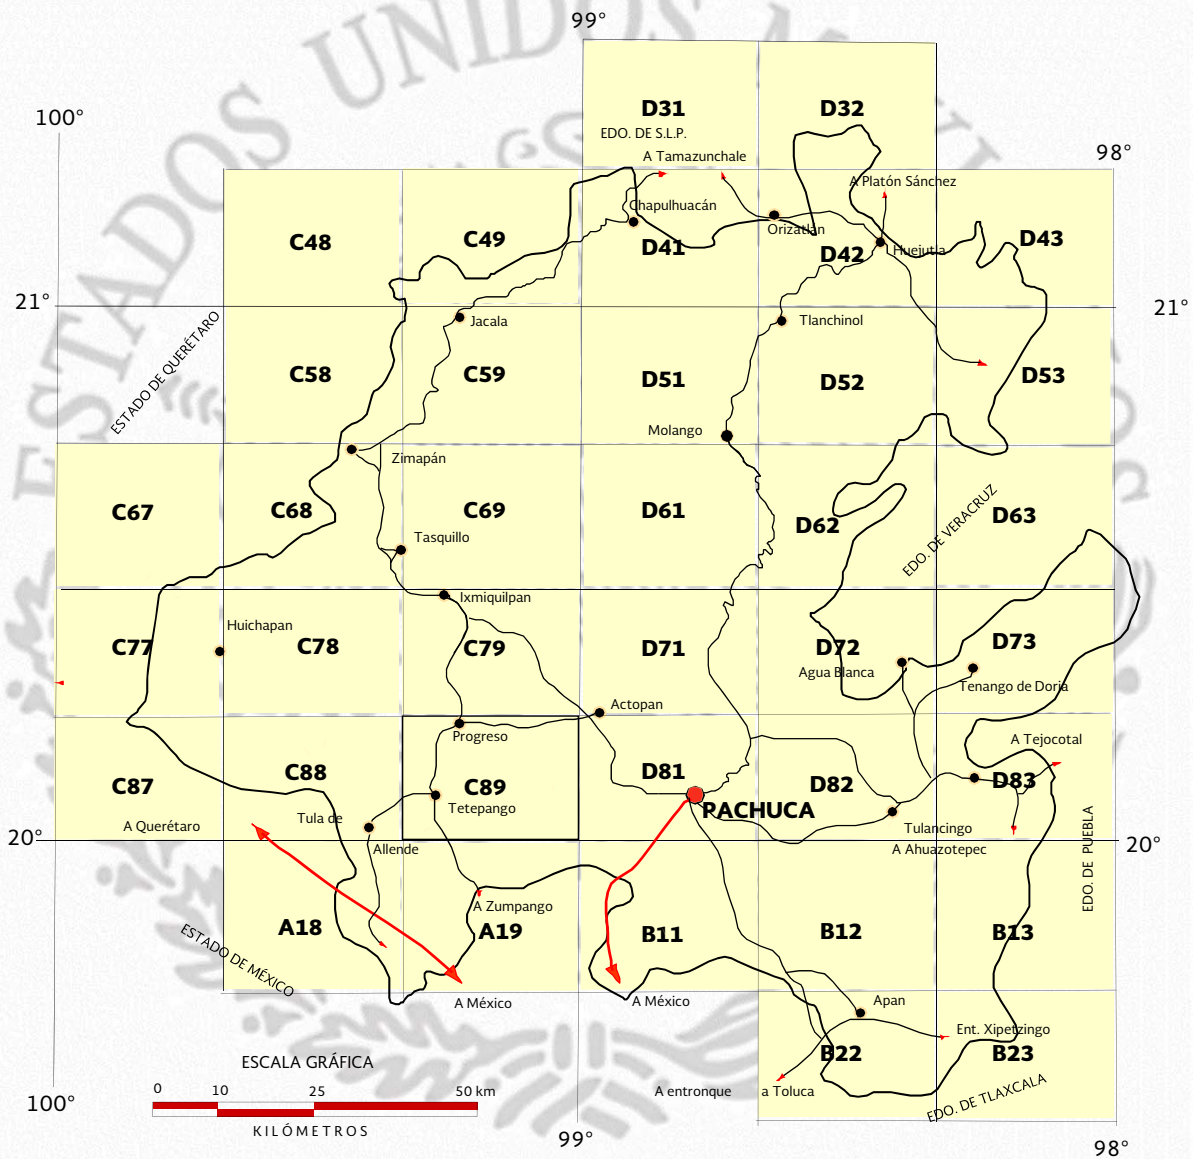 ESTADOS UNIDOS
99°
100°
98°
D31
D32
EDO. DE S.L.P.
A Tamazunchale
A Platón Sánchez
Chapulhuacán
Orizatlán
C48
C49
D41
D42
Huejutla
D43
21°
21°
ESTADO DE QUERÉTARO
Jacala
Tlanchinol
C58
C59
D51
D52
D53
Molango
Zimapán
C67
C68
C69
D61
D62
D63
EDO. DE VERACRUZ
Tasquillo
Ixmiquilpan
Huichapan
C77
C78
C79
D71
D72
D73
Agua Blanca
Tenango de Doria
Actopan
Progreso
A Tejocotal
C87
C88
C89
D81
D82
D83
Tetepango
PACHUCA
A Querétaro
Tula de
Allende
Tulancingo
A Ahuazotepec
20°
20°
EDO. DE PUEBLA
A Zumpango
A18
A19
B11
B12
B13
ESTADO DE MÉXICO
A México
A México
Apan
Ent. Xipetzingo
B22
B23
A entronque a Toluca
EDO. DE TLAXCALA
ESCALA GRÁFICA
0 10 25 50 km
KILÓMETROS
100°
99°
98°